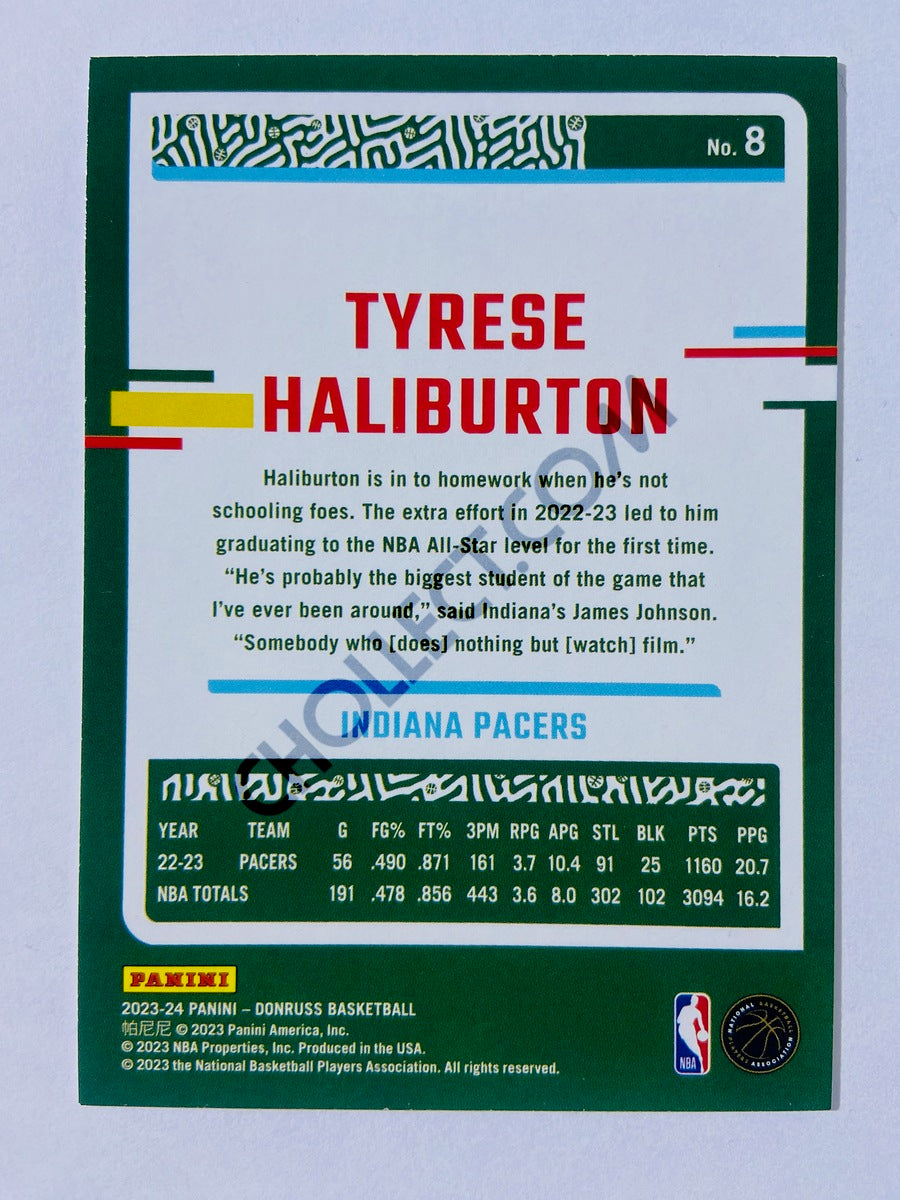 No. 8
TYRESE
HALIBURTON
Haliburton is in to homework when he's not
schooling foes. The extra effort in 2022-23 led to him
graduating to the NBA All-Star level for the first time.
“He's probably the biggest student of the game that
I've ever been around,” said Indiana's James Johnson.
“Somebody who [does] nothing but [watch] film.”
INDIANA PACERS
YEAR TEAM G FG% FT% 3PM RPG APG STL BLK PTS PPG
22-23 PACERS 56 .490 .871 161 3.7 10.4 91 25 1160 20.7
NBA TOTALS 191 .478 .856 443 3.6 8.0 302 102 3094 16.2
PANINI
2023-24 PANINI – DONRUSS BASKETBALL
帕尼尼 © 2023 Panini America, Inc.
© 2023 NBA Properties, Inc. Produced in the USA.
© 2023 the National Basketball Players Association. All rights reserved.
NBA
NATIONAL BASKETBALL PLAYERS ASSOCIATION
CHOLLECT.COM